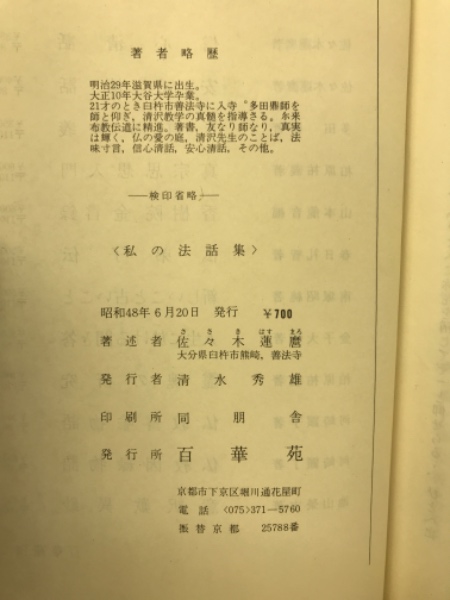 著者略歴
明治29年滋賀県に出生。
大正10年大谷大学卒業。
21才のとき臼杵市善法寺に入寺。多田鼎師を
師と仰ぎ，清沢教学の真髄を指導さる。永来
布教伝道に精進。著書，友なり師なり，真実
は輝く，仏の愛の庭，清沢先生のことば，法
味寸言，信心清話，安心清話，その他。
──検印省略──
〈私の法話集〉
昭和48年6月20日 発行 ￥700
さ さ き はす まろ
著述者 佐々木蓮麿
大分県臼杵市熊崎，善法寺
発行者 清水秀雄
印刷所 同朋舎
発行所 百華苑
京都市下京区堀川通花屋町
電話 〈075〉371―5760
振替京都 25788番